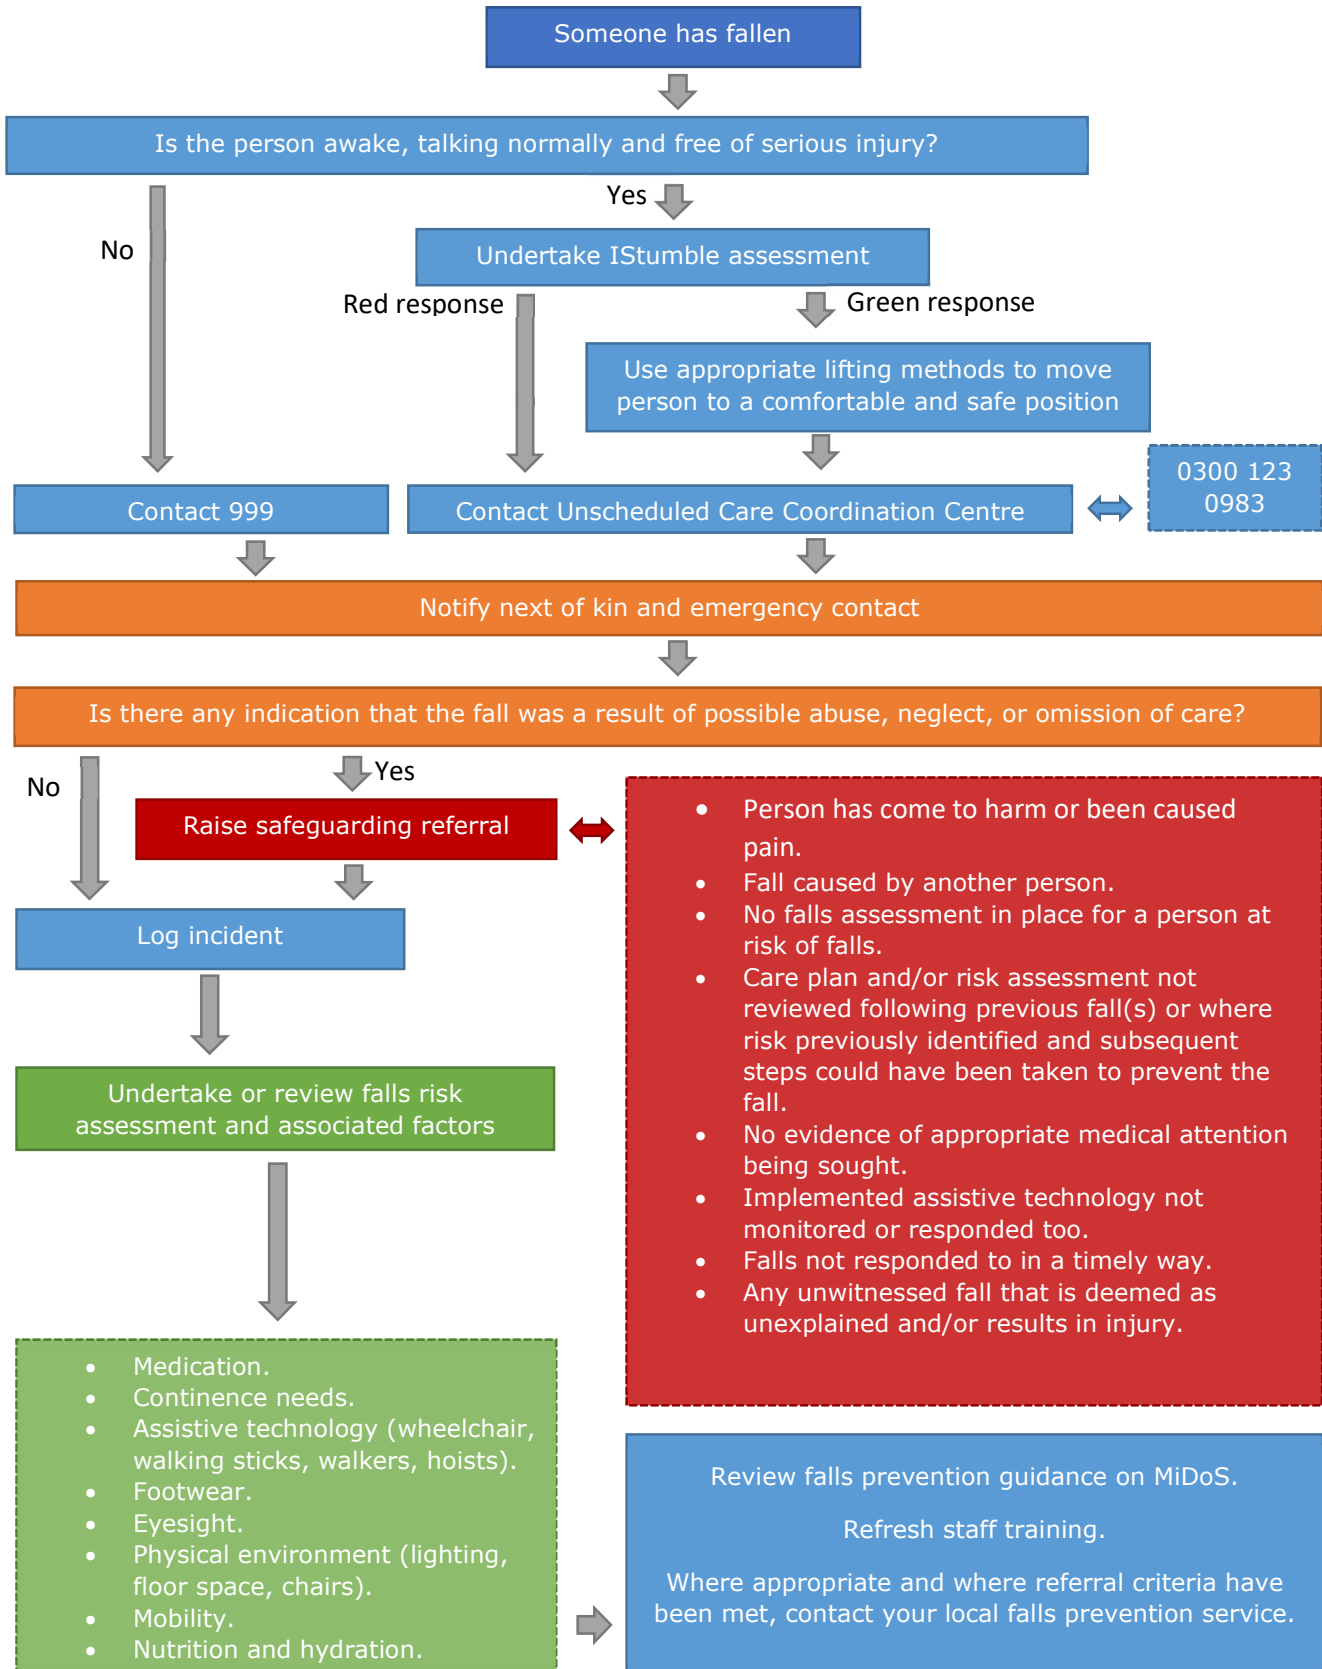 Someone has fallen
Is the person awake, talking normally and free of serious injury?
Yes
No
Undertake IStumble assessment
Red response
Green response
Use appropriate lifting methods to move
person to a comfortable and safe position
0300 123
0983
Contact 999
Contact Unscheduled Care Coordination Centre
Notify next of kin and emergency contact
Is there any indication that the fall was a result of possible abuse, neglect, or omission of care?
No
Yes
Raise safeguarding referral
• Person has come to harm or been caused
pain.
• Fall caused by another person.
• No falls assessment in place for a person at
risk of falls.
• Care plan and/or risk assessment not
reviewed following previous fall(s) or where
risk previously identified and subsequent
steps could have been taken to prevent the
fall.
• No evidence of appropriate medical attention
being sought.
• Implemented assistive technology not
monitored or responded too.
• Falls not responded to in a timely way.
• Any unwitnessed fall that is deemed as
unexplained and/or results in injury.
Log incident
Undertake or review falls risk
assessment and associated factors
• Medication.
• Continence needs.
• Assistive technology (wheelchair,
walking sticks, walkers, hoists).
• Footwear.
• Eyesight.
• Physical environment (lighting,
floor space, chairs).
• Mobility.
• Nutrition and hydration.
Review falls prevention guidance on MiDoS.
Refresh staff training.
Where appropriate and where referral criteria have
been met, contact your local falls prevention service.